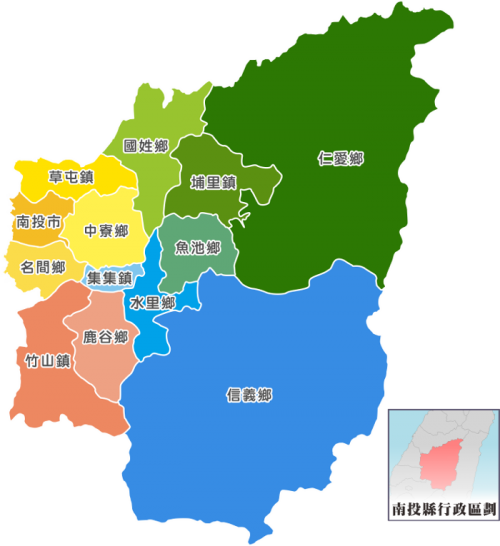 國姓鄉
仁愛鄉
草屯鎮
埔里鎮
南投市
中寮鄉
魚池鄉
名間鄉
集集鎮
水里鄉
鹿谷鄉
竹山鎮
信義鄉
南投縣行政區劃